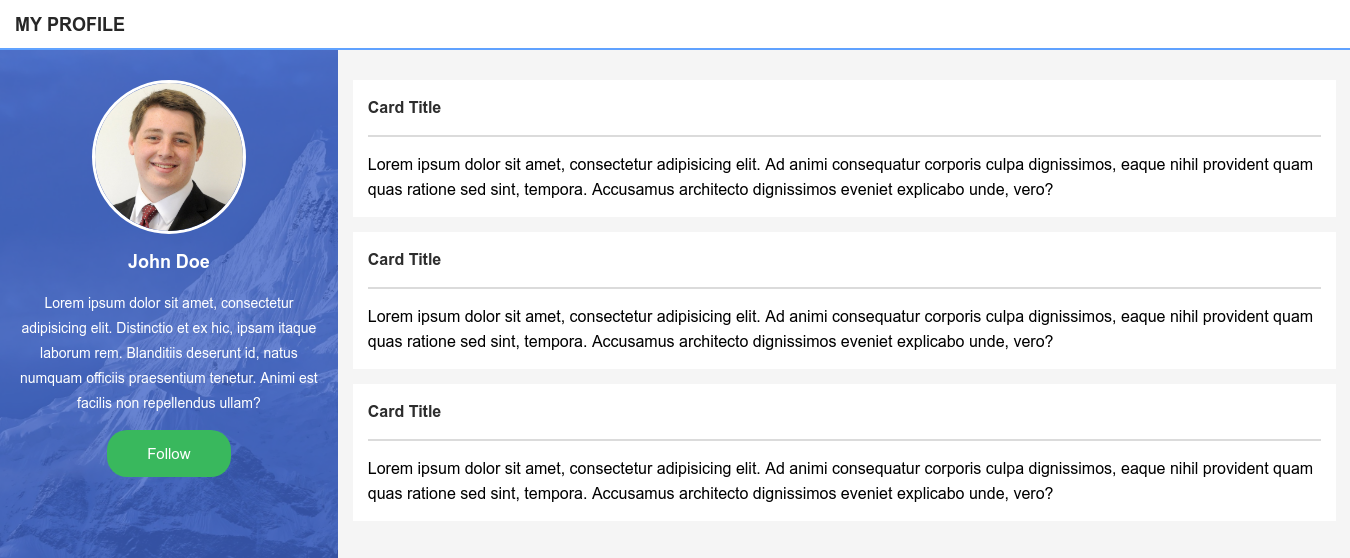 MY PROFILE
John Doe
Lorem ipsum dolor sit amet, consectetur
adipisicing elit. Distinctio et ex hic, ipsam itaque
laborum rem. Blanditiis deserunt id, natus
numquam officiis praesentium tenetur. Animi est
facilis non repellendus ullam?
Follow
Card Title
Lorem ipsum dolor sit amet, consectetur adipisicing elit. Ad animi consequatur corporis culpa dignissimos, eaque nihil provident quam
quas ratione sed sint, tempora. Accusamus architecto dignissimos eveniet explicabo unde, vero?
Card Title
Lorem ipsum dolor sit amet, consectetur adipisicing elit. Ad animi consequatur corporis culpa dignissimos, eaque nihil provident quam
quas ratione sed sint, tempora. Accusamus architecto dignissimos eveniet explicabo unde, vero?
Card Title
Lorem ipsum dolor sit amet, consectetur adipisicing elit. Ad animi consequatur corporis culpa dignissimos, eaque nihil provident quam
quas ratione sed sint, tempora. Accusamus architecto dignissimos eveniet explicabo unde, vero?